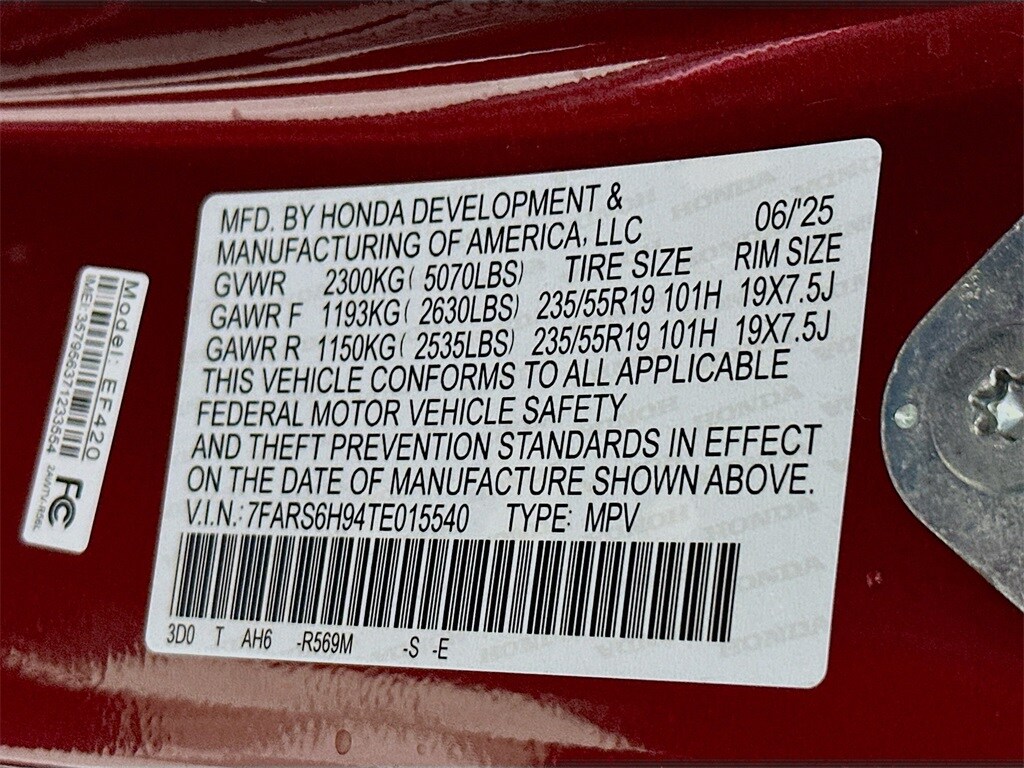 MFD. BY HONDA DEVELOPMENT &
MANUFACTURING OF AMERICA, LLC 06/'25
GVWR 2300KG( 5070LBS) TIRE SIZE RIM SIZE
GAWR F 1193KG( 2630LBS) 235/55R19 101H 19X7.5J
GAWR R 1150KG( 2535LBS) 235/55R19 101H 19X7.5J
THIS VEHICLE CONFORMS TO ALL APPLICABLE
FEDERAL MOTOR VEHICLE SAFETY
AND THEFT PREVENTION STANDARDS IN EFFECT
ON THE DATE OF MANUFACTURE SHOWN ABOVE.
V.I.N.: 7FARS6H94TE015540 TYPE: MPV
3D0 T AH6 -R569M -S -E
Model: EF420
IMEI
FC